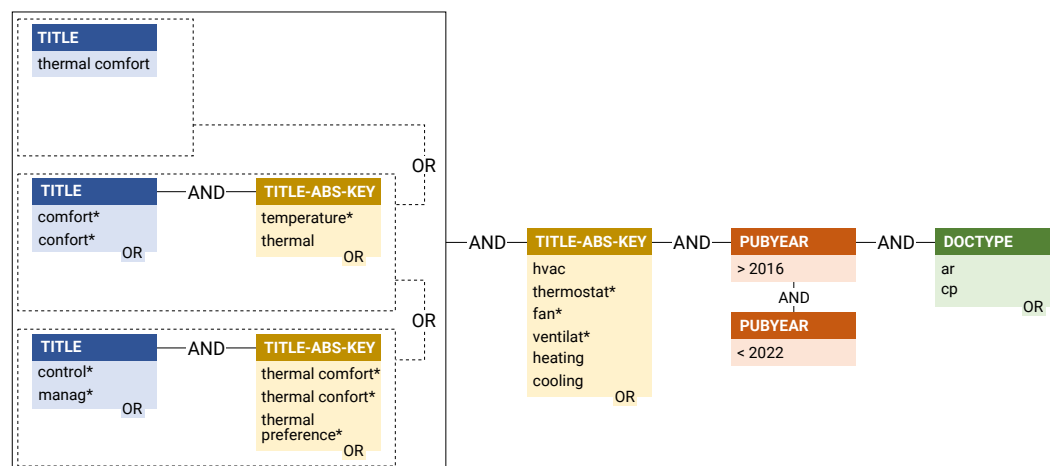 TITLE
thermal comfort
OR
TITLE
comfort*
confort*
OR
AND
TITLE-ABS-KEY
temperature*
thermal
OR
OR
TITLE
control*
manag*
OR
AND
TITLE-ABS-KEY
thermal comfort*
thermal confort*
thermal
preference*
OR
AND
TITLE-ABS-KEY
hvac
thermostat*
fan*
ventilat*
heating
cooling
OR
AND
PUBYEAR
> 2016
AND
PUBYEAR
< 2022
AND
DOCTYPE
ar
cp
OR